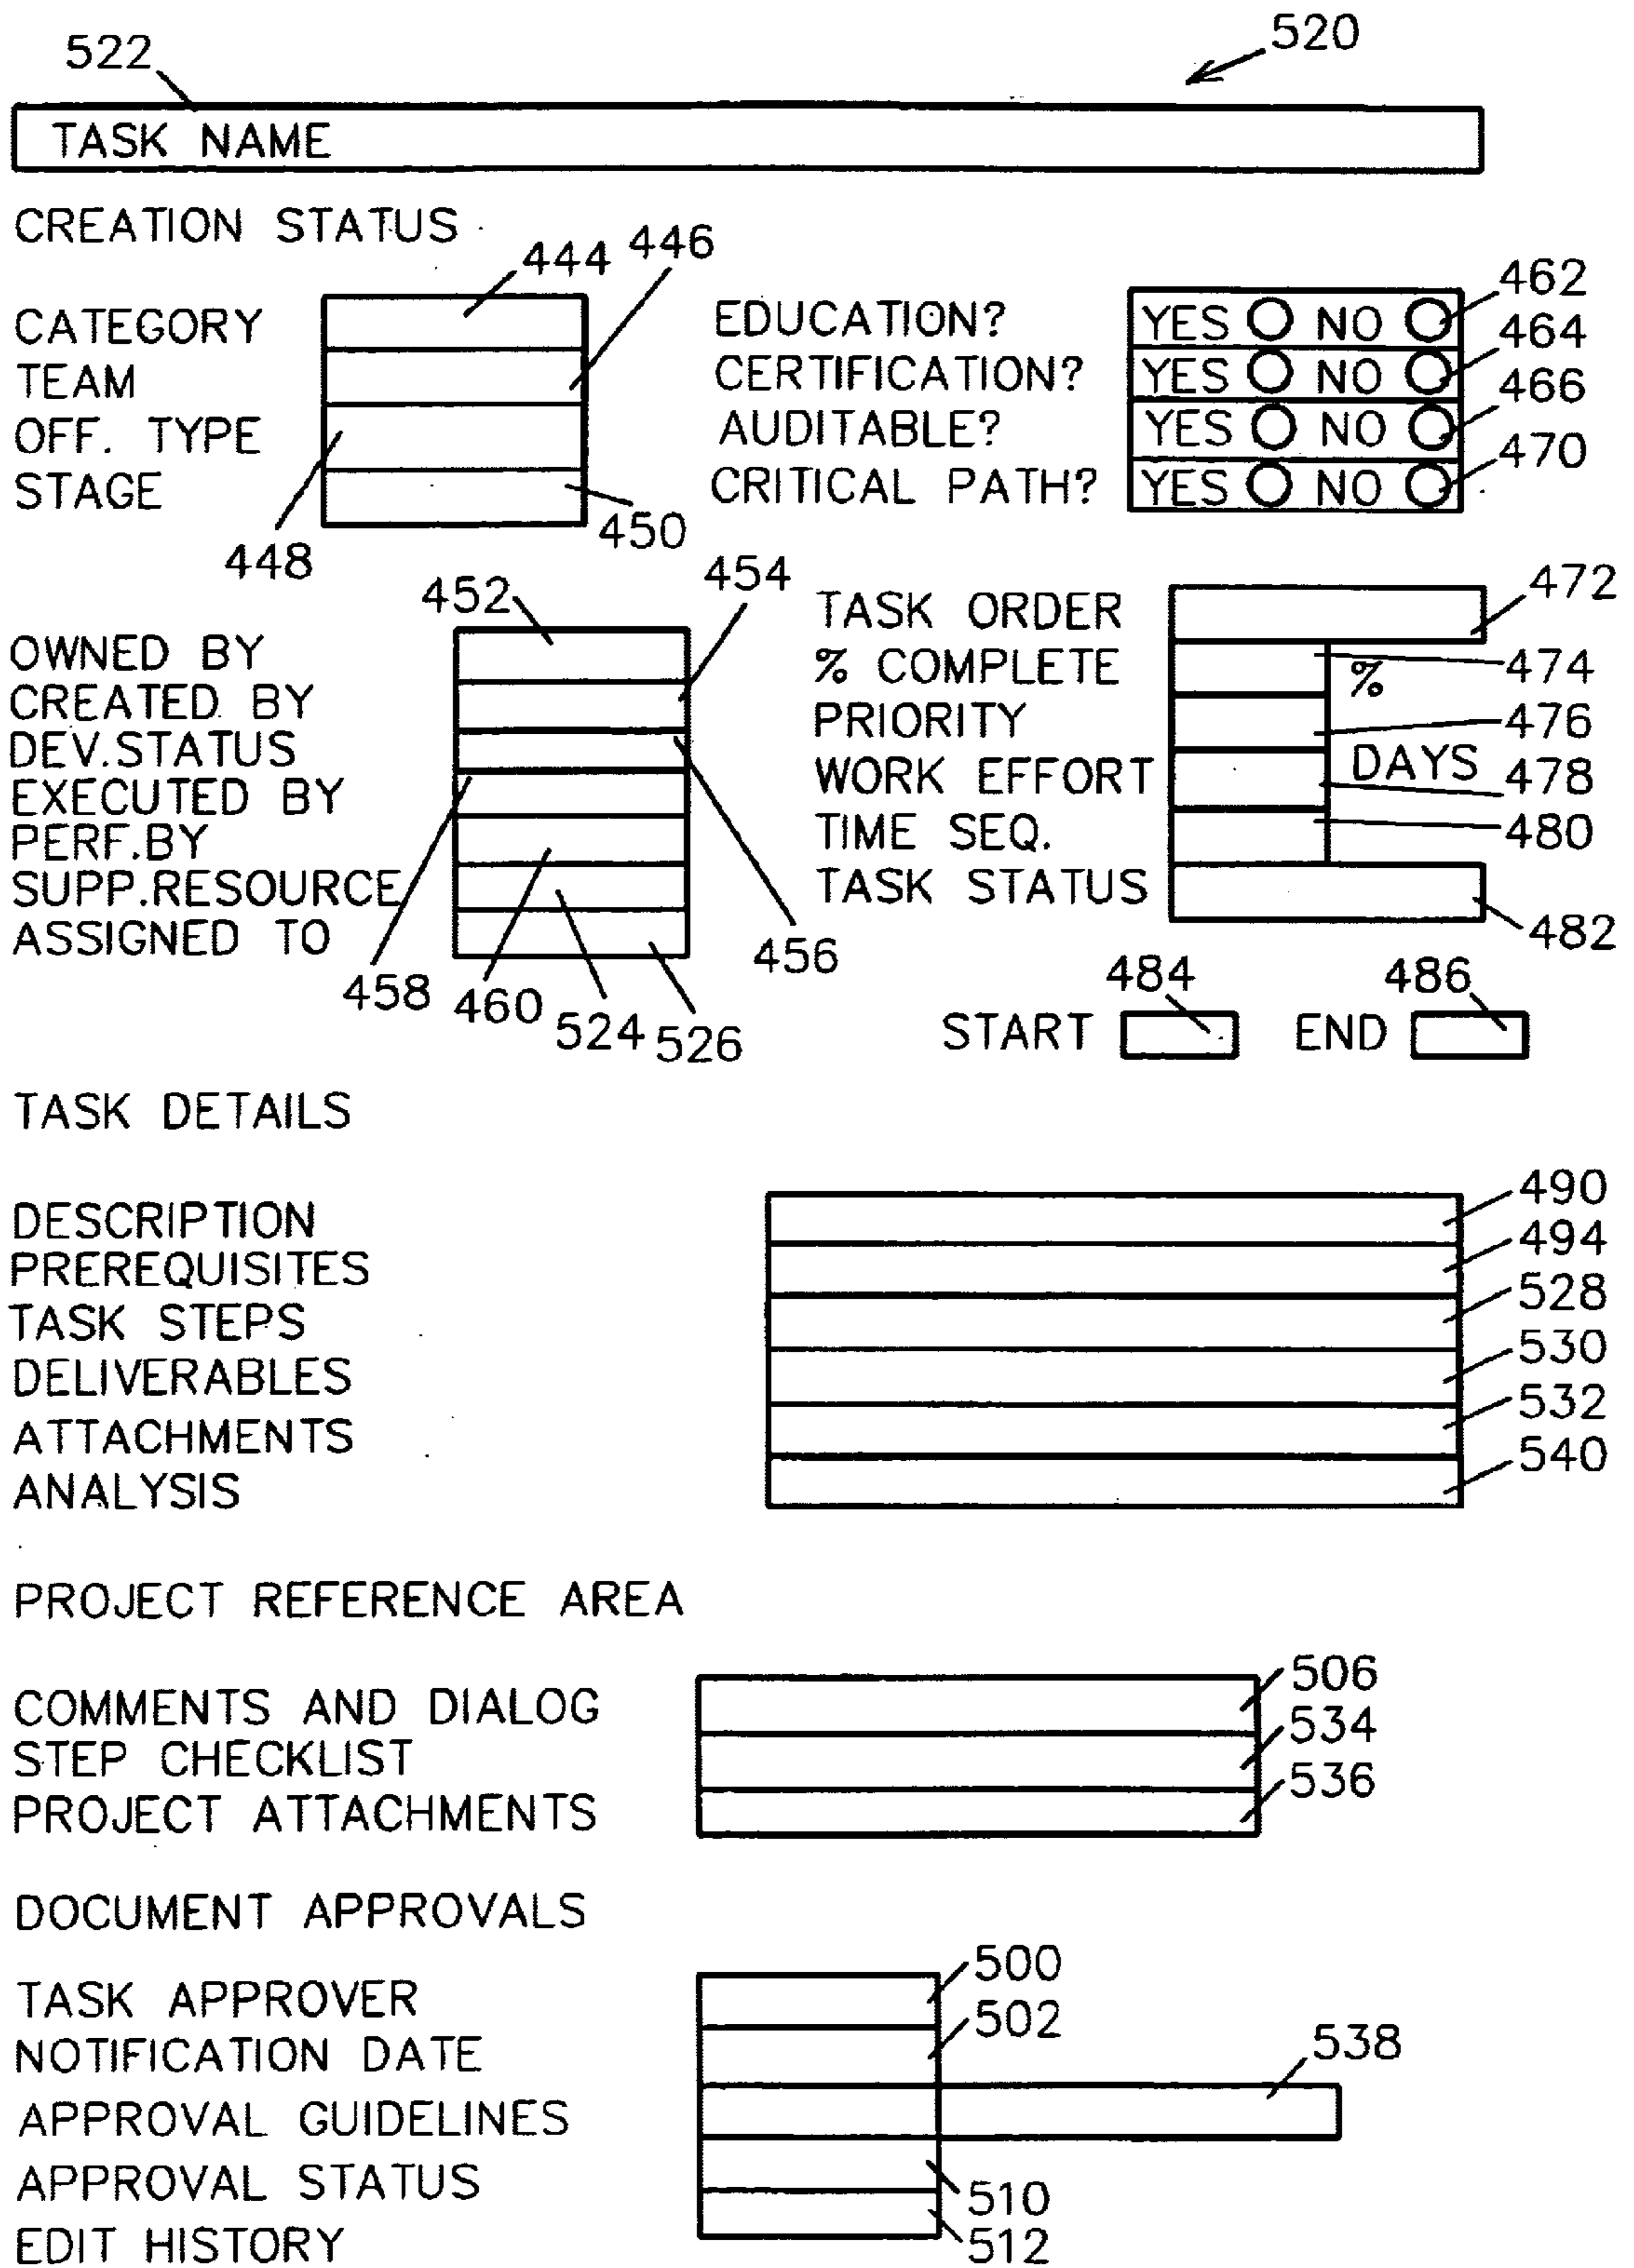 522 520
TASK NAME
CREATION STATUS
444 446
CATEGORY
TEAM
OFF. TYPE
STAGE
448 450
EDUCATION? YES NO 462
CERTIFICATION? YES NO 464
AUDITABLE? YES NO 466
CRITICAL PATH? YES NO 470
452 454
OWNED BY
CREATED BY
DEV.STATUS
EXECUTED BY
PERF.BY
SUPP.RESOURCE
ASSIGNED TO
458 460 524 526 456
TASK ORDER 472
% COMPLETE % 474
PRIORITY 476
WORK EFFORT DAYS 478
TIME SEQ. 480
TASK STATUS 482
484 486
START END
TASK DETAILS
DESCRIPTION 490
PREREQUISITES 494
TASK STEPS 528
DELIVERABLES 530
ATTACHMENTS 532
ANALYSIS 540
PROJECT REFERENCE AREA
COMMENTS AND DIALOG 506
STEP CHECKLIST 534
PROJECT ATTACHMENTS 536
DOCUMENT APPROVALS
TASK APPROVER 500
NOTIFICATION DATE 502
APPROVAL GUIDELINES 538
APPROVAL STATUS 510
EDIT HISTORY 512